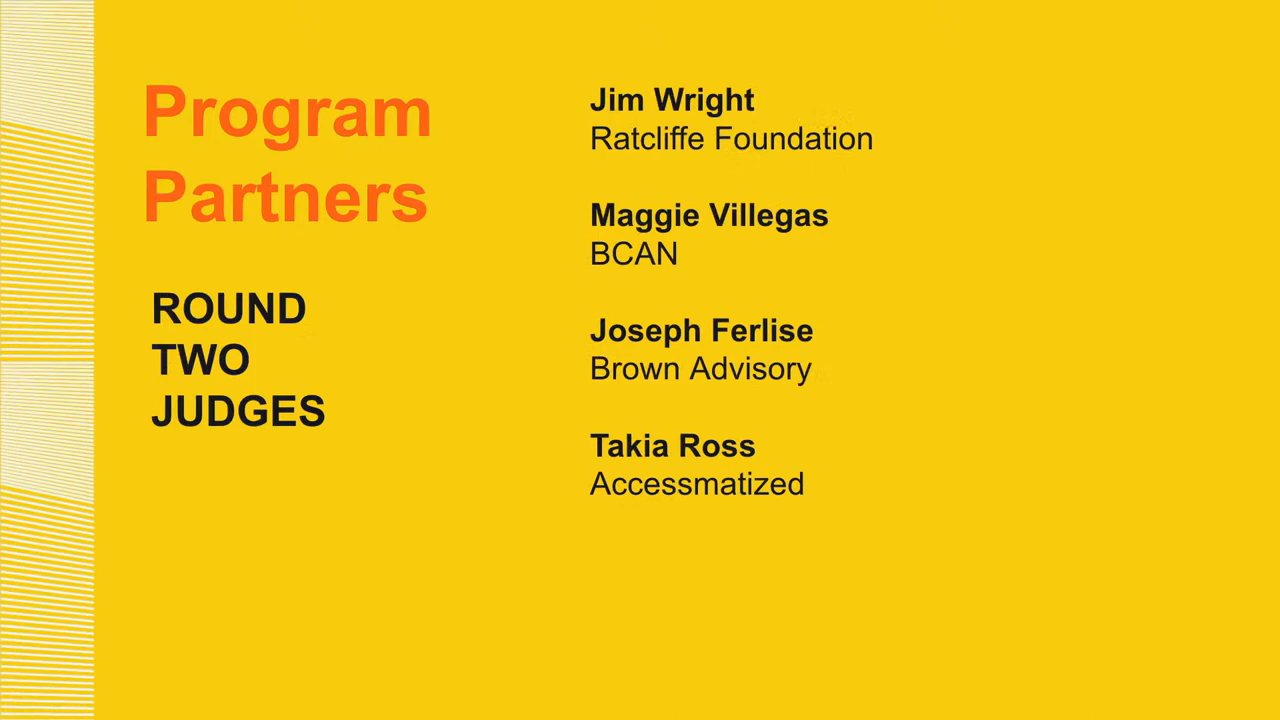 Program
Partners
ROUND
TWO
JUDGES
Jim Wright
Ratcliffe Foundation
Maggie Villegas
BCAN
Joseph Ferlise
Brown Advisory
Takia Ross
Accessmatized